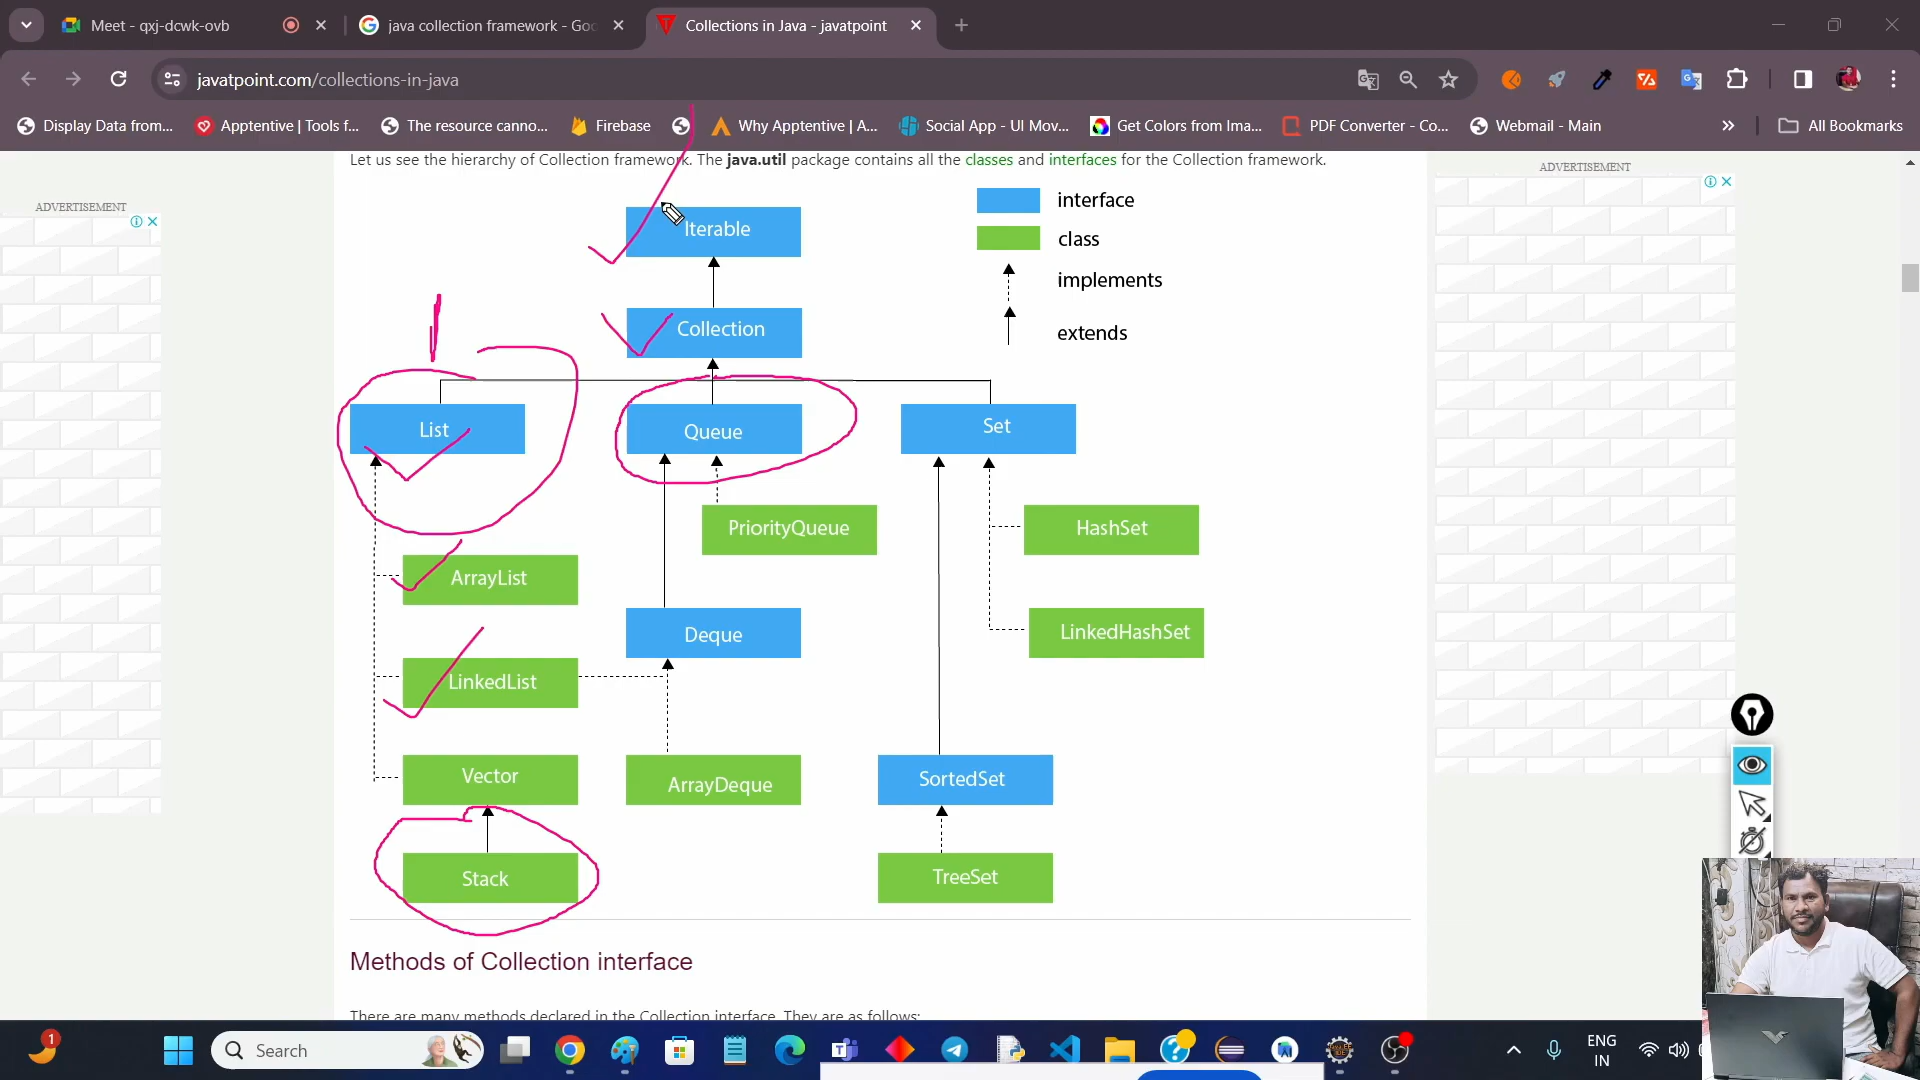 Meet - qxj-dcwk-ovb
java collection framework - Goo
Collections in Java - javatpoint
javatpoint.com/collections-in-java
Display Data from...
Apptentive | Tools f...
The resource canno...
Firebase
Why Apptentive | A...
Social App - UI Mov...
Get Colors from Ima...
PDF Converter - Co...
Webmail - Main
All Bookmarks
Let us see the hierarchy of Collection framework. The java.util package contains all the classes and interfaces for the Collection framework.
ADVERTISEMENT
ADVERTISEMENT
interface
class
implements
extends
Iterable
Collection
List
Queue
Set
PriorityQueue
HashSet
ArrayList
Deque
LinkedHashSet
LinkedList
Vector
ArrayDeque
SortedSet
Stack
TreeSet
Methods of Collection interface
There are many methods declared in the Collection interface. They are as follows:
1
Search
ENG
IN